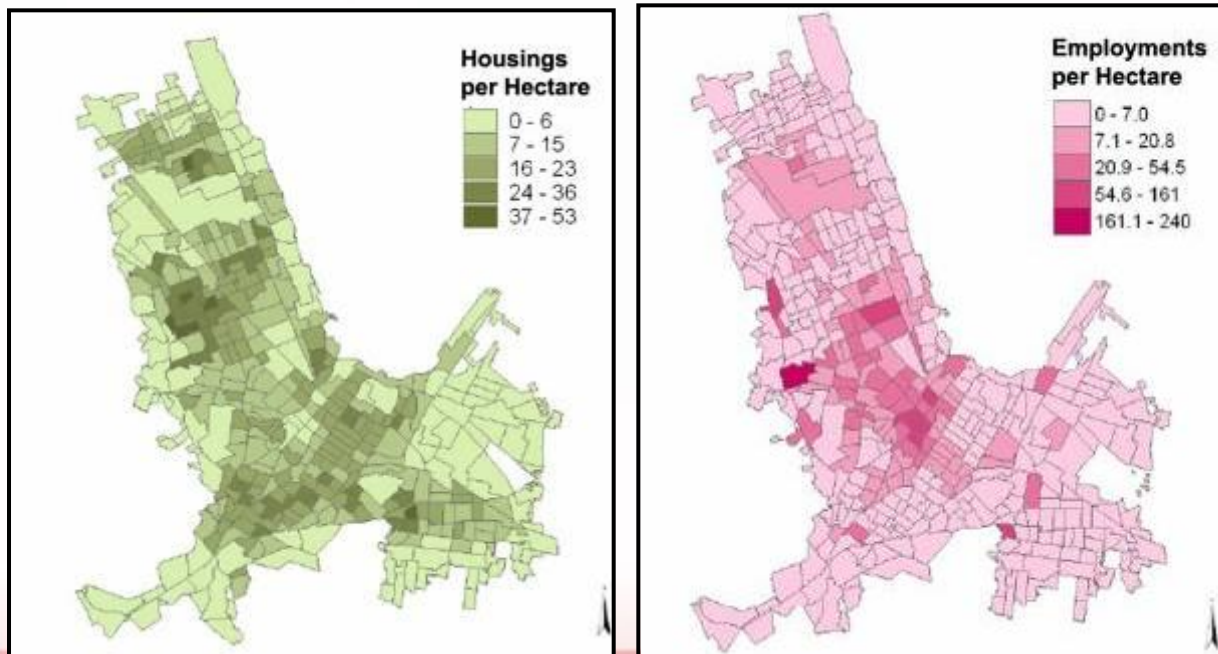 Housings
per Hectare
0 - 6
7 - 15
16 - 23
24 - 36
37 - 53
Employments
per Hectare
0 - 7.0
7.1 - 20.8
20.9 - 54.5
54.6 - 161
161.1 - 240